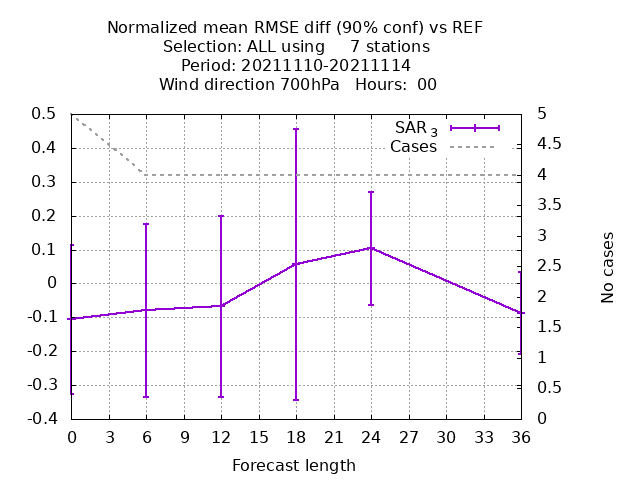 Normalized mean RMSE diff (90% conf) vs REF
Selection: ALL using     7 stations
Period: 20211110-20211114
Wind direction 700hPa   Hours:  00
SAR 3
Cases
0.5
0.4
0.3
0.2
0.1
0
-0.1
-0.2
-0.3
-0.4
5
4.5
4
3.5
3
2.5
2
1.5
1
0.5
0
No cases
0 3 6 9 12 15 18 21 24 27 30 33 36
Forecast length